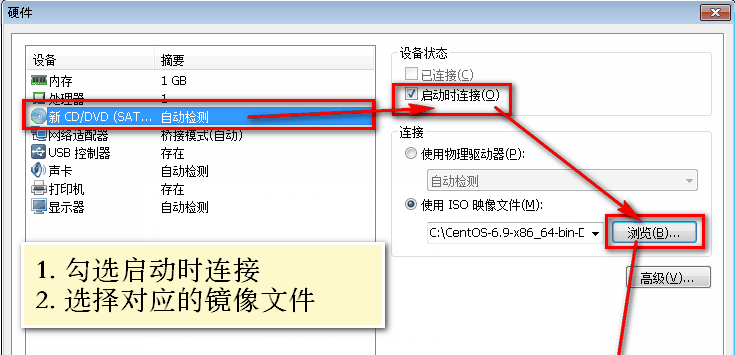 硬件
设备 摘要
内存 1 GB
处理器 1
新 CD/DVD (SAT... 自动检测
网络适配器 桥接模式(自动)
USB 控制器 存在
声卡 自动检测
打印机 存在
显示器 自动检测
设备状态
已连接(C)
启动时连接(O)
连接
使用物理驱动器(P):
自动检测
使用 ISO 映像文件(M):
C:\CentOS-6.9-x86_64-bin-D
浏览(B)...
高级(V)...
1. 勾选启动时连接
2. 选择对应的镜像文件